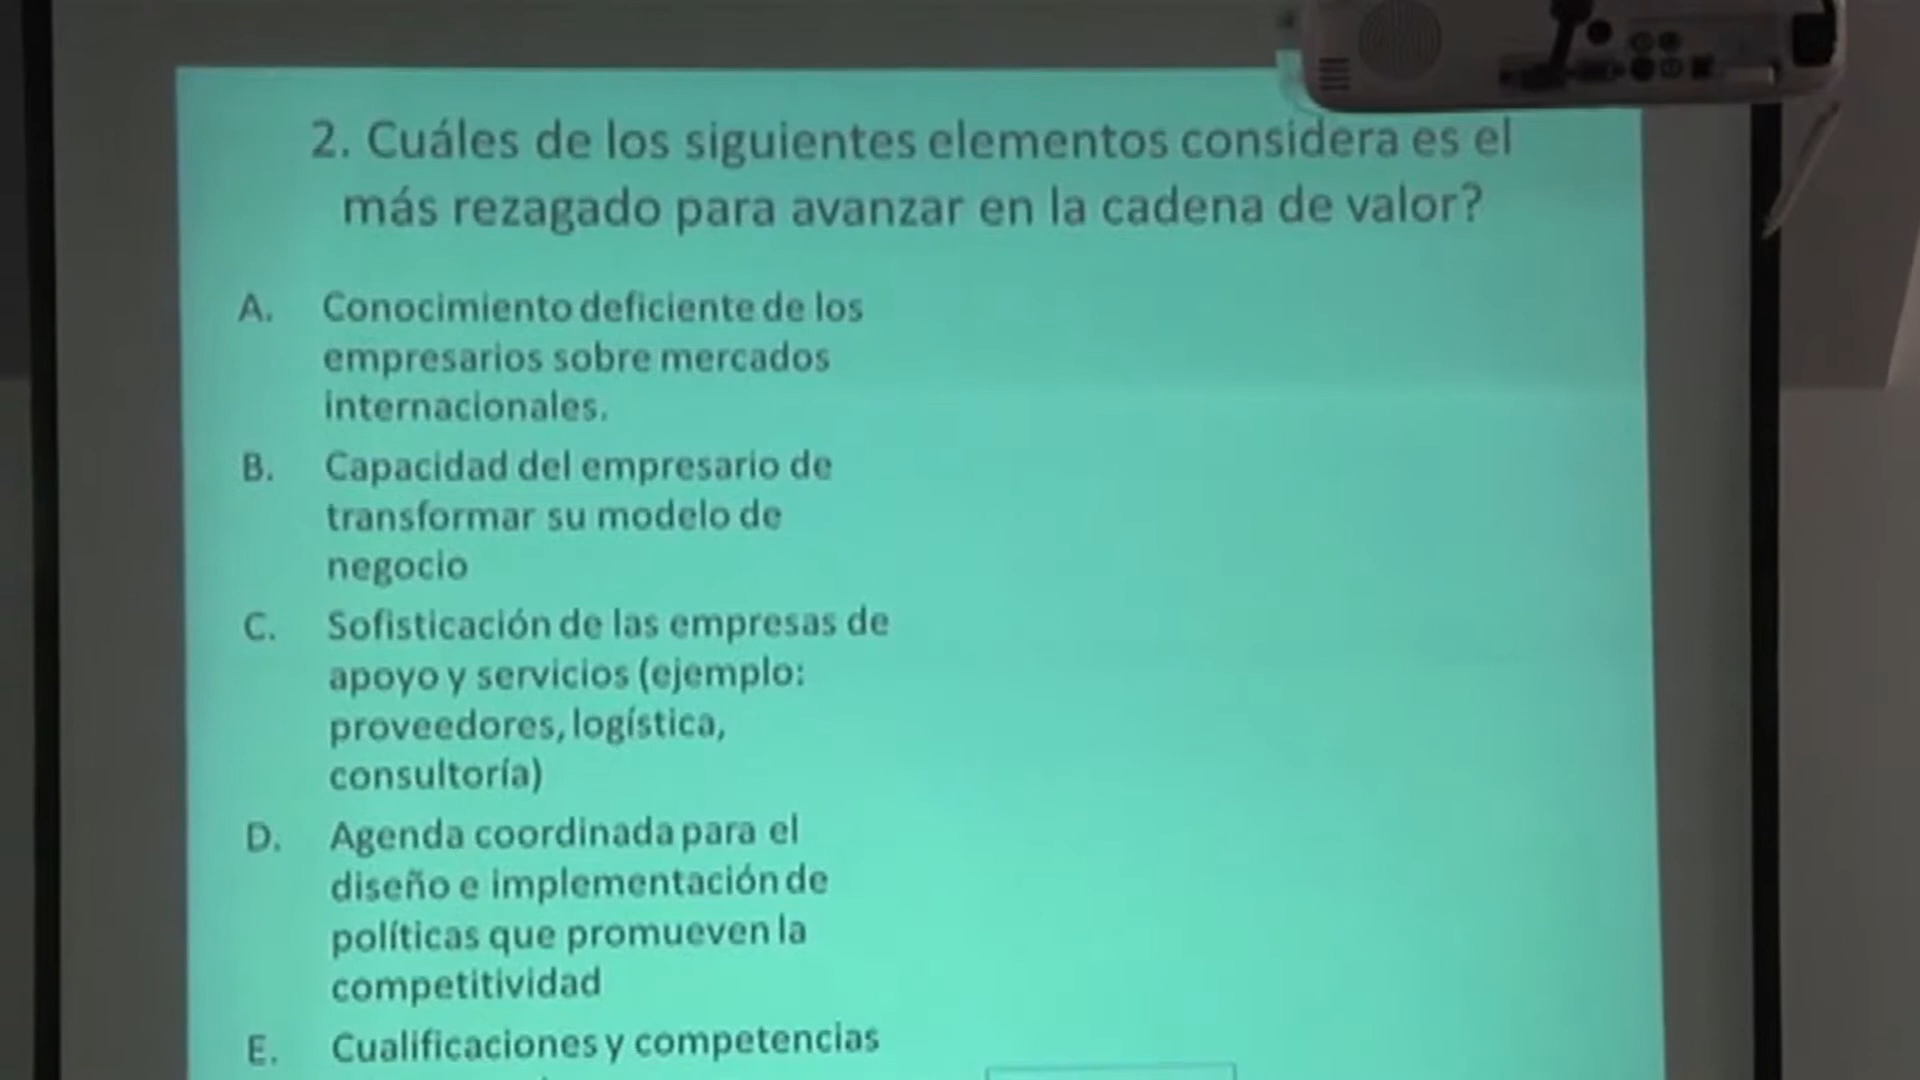 2. Cuáles de los siguientes elementos considera es el
más rezagado para avanzar en la cadena de valor?
A. Conocimiento deficiente de los
empresarios sobre mercados
internacionales.
B. Capacidad del empresario de
transformar su modelo de
negocio
C. Sofisticación de las empresas de
apoyo y servicios (ejemplo:
proveedores, logística,
consultoría)
D. Agenda coordinada para el
diseño e implementación de
políticas que promueven la
competitividad
E. Cualificaciones y competencias